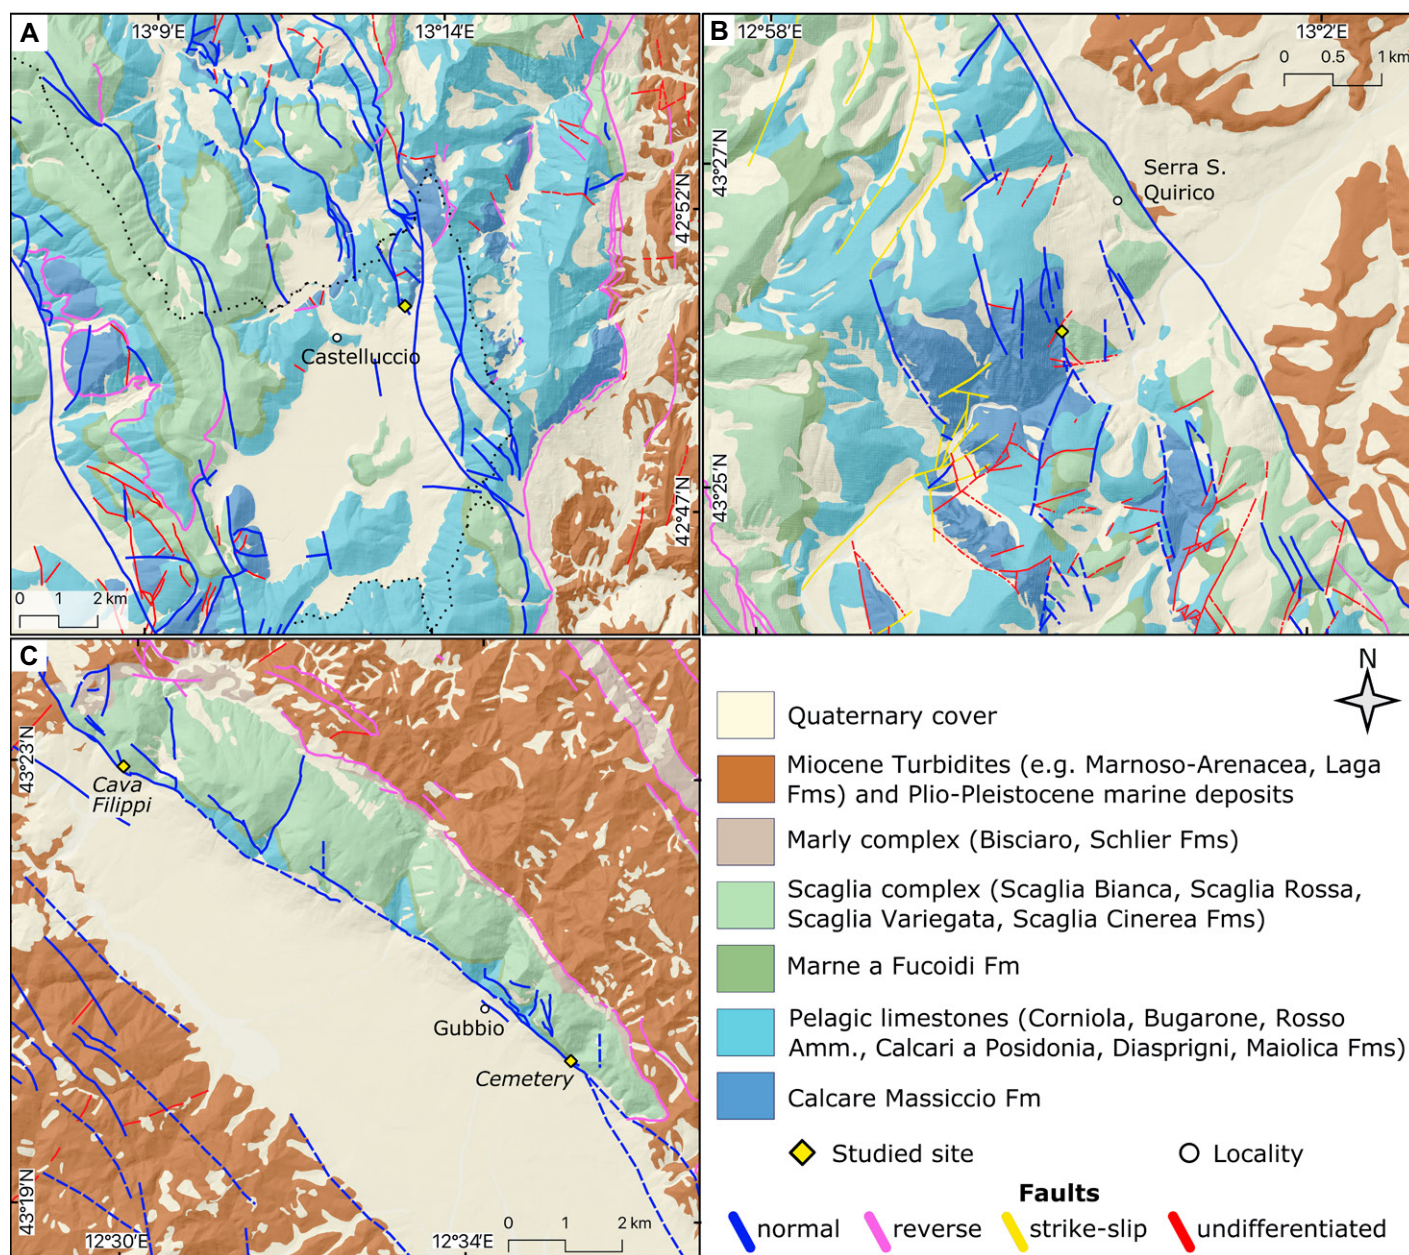 A
13°9'E
13°14'E
42°52'N
Castelluccio
42°47'N
0 1 2 km
B
12°58'E
13°2'E
0 0.5 1 km
43°27'N
Serra S.
Quirico
43°25'N
C
43°23'N
Cava
Filippi
Gubbio
Cemetery
43°19'N
12°30'E
12°34'E
0 1 2 km
N
Quaternary cover
Miocene Turbidites (e.g. Marnoso-Arenacea, Laga
Fms) and Plio-Pleistocene marine deposits
Marly complex (Bisciaro, Schlier Fms)
Scaglia complex (Scaglia Bianca, Scaglia Rossa,
Scaglia Variegata, Scaglia Cinerea Fms)
Marne a Fucoidi Fm
Pelagic limestones (Corniola, Bugarone, Rosso
Amm., Calcari a Posidonia, Diasprigni, Maiolica Fms)
Calcare Massiccio Fm
Studied site
Locality
Faults
normal
reverse
strike-slip
undifferentiated